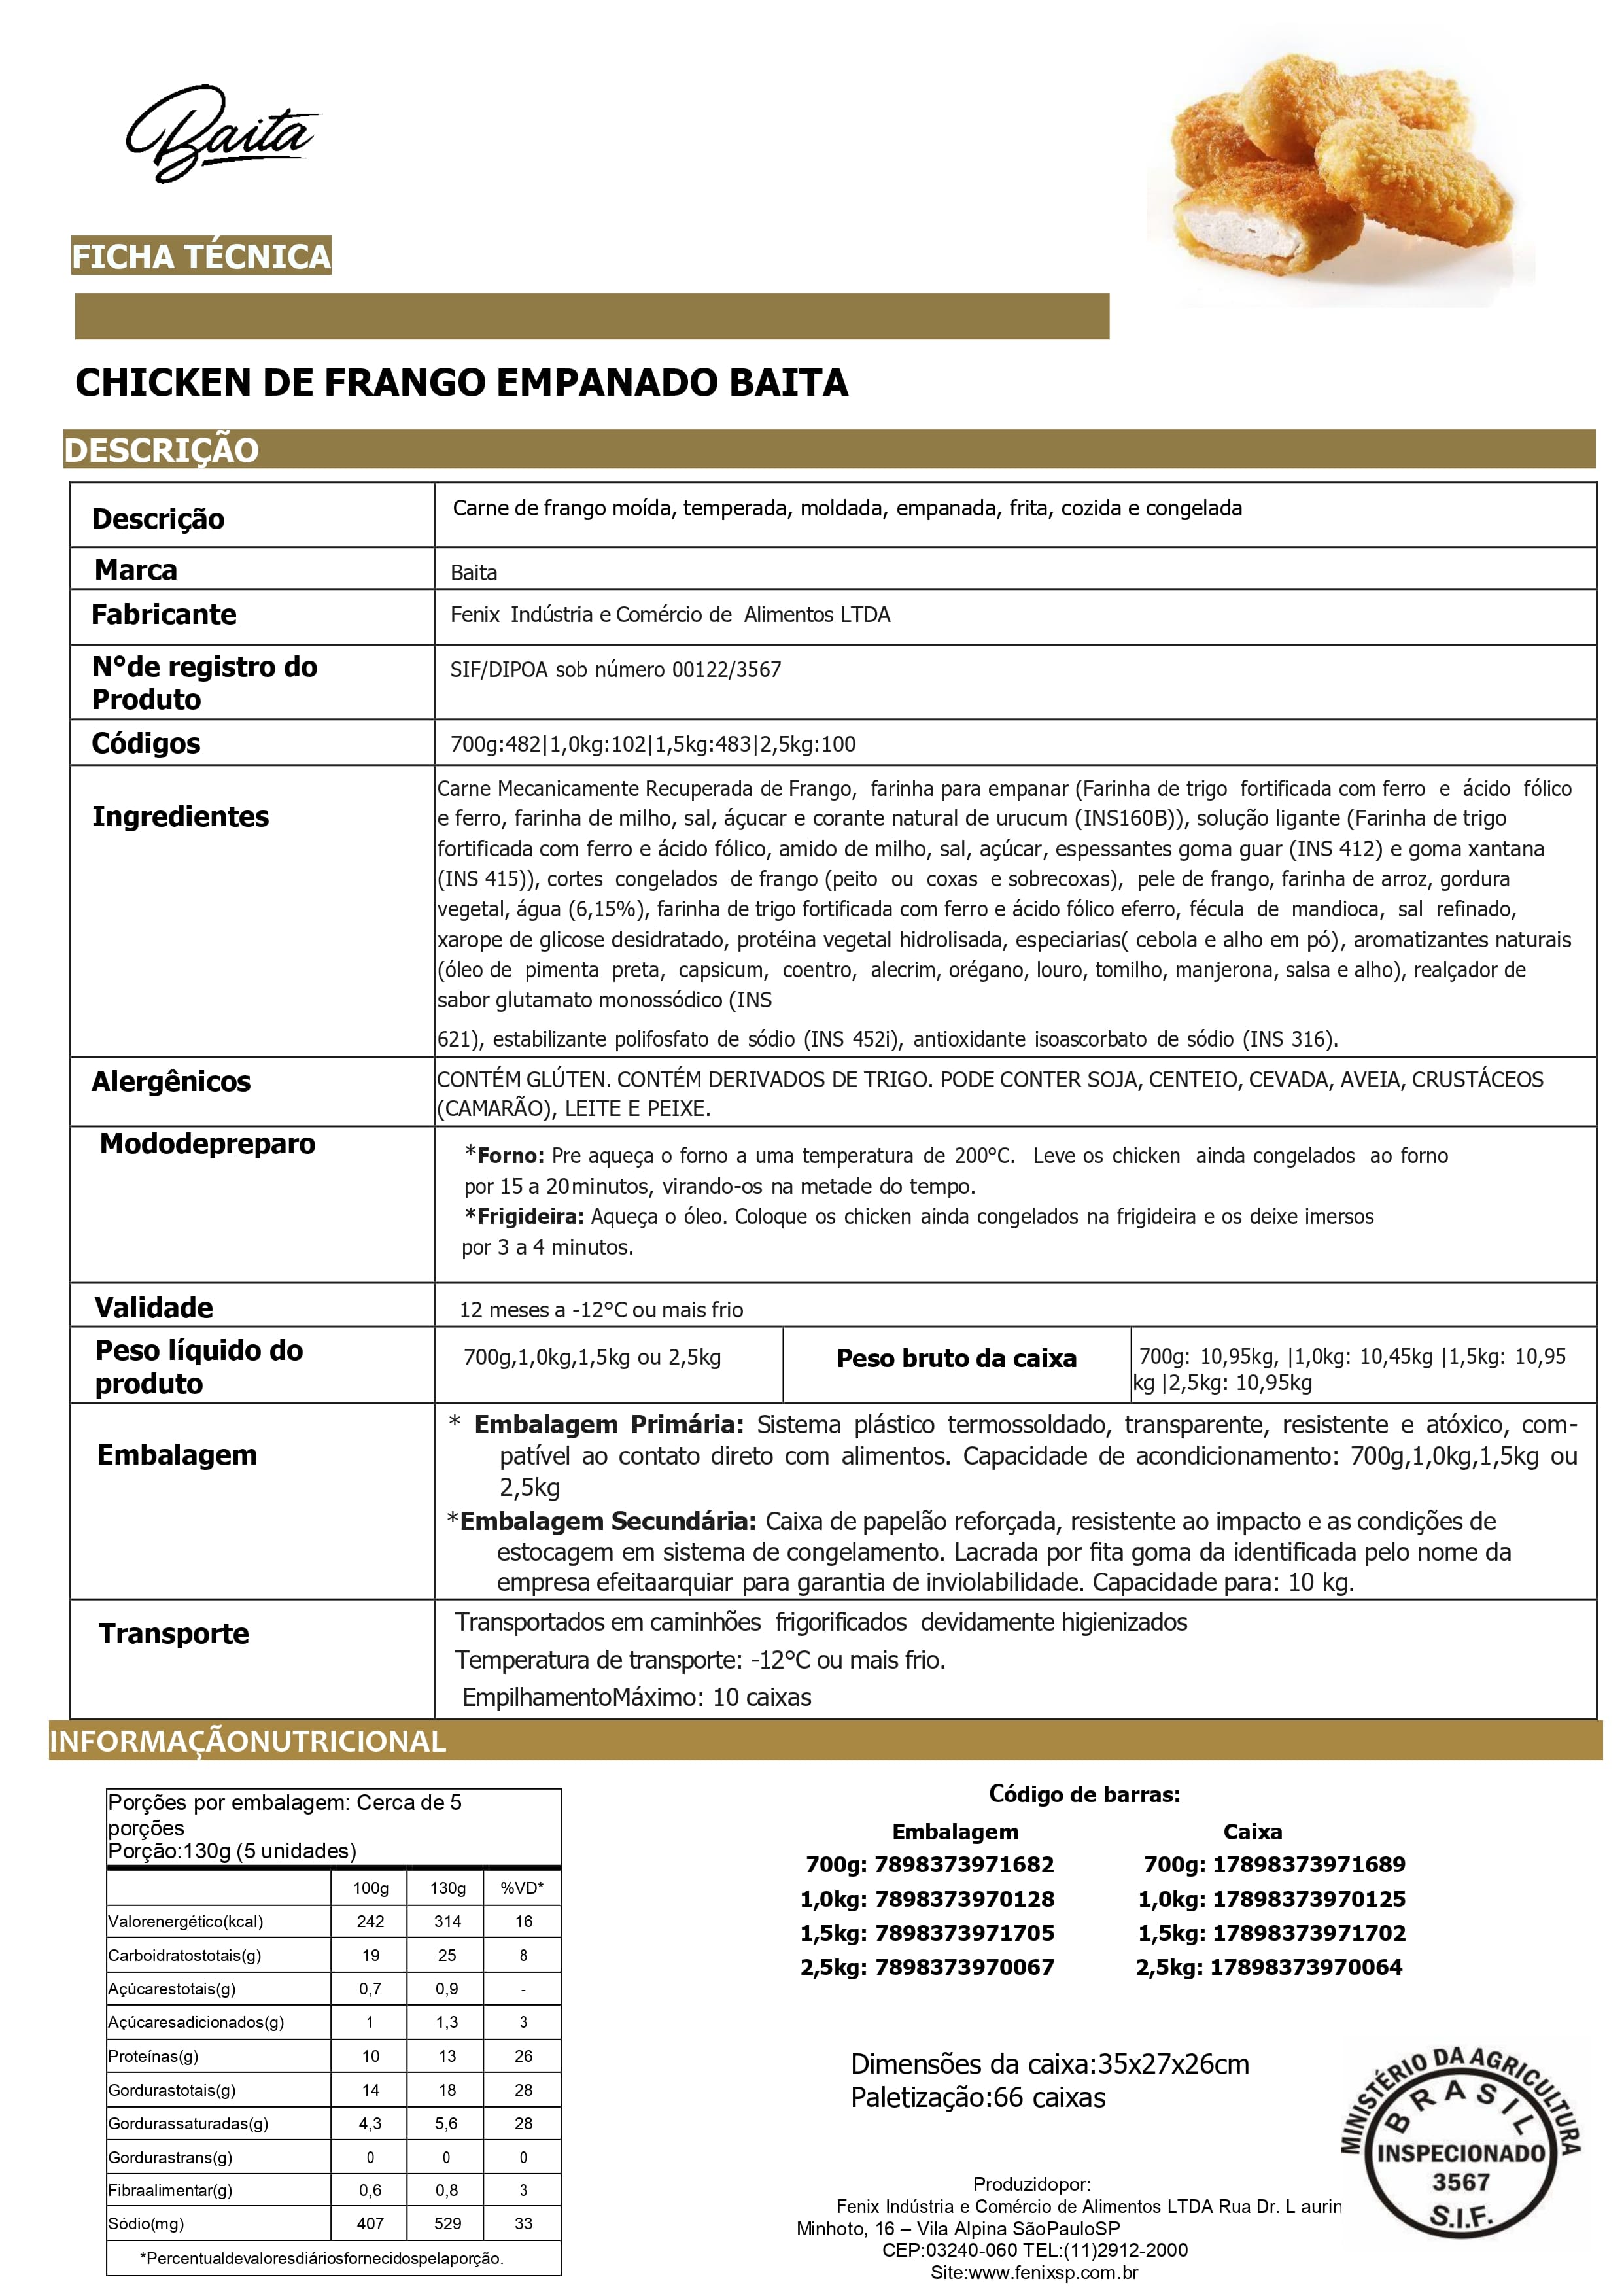 Baita
FICHA TÉCNICA
CHICKEN DE FRANGO EMPANADO BAITA
DESCRIÇÃO
Descrição
Carne de frango moída, temperada, moldada, empanada, frita, cozida e congelada
Marca
Baita
Fabricante
Fenix Indústria e Comércio de Alimentos LTDA
N°de registro do
Produto
SIF/DIPOA sob número 00122/3567
Códigos
700g:482|1,0kg:102|1,5kg:483|2,5kg:100
Ingredientes
Carne Mecanicamente Recuperada de Frango, farinha para empanar (Farinha de trigo fortificada com ferro e ácido fólico
e ferro, farinha de milho, sal, áçucar e corante natural de urucum (INS160B)), solução ligante (Farinha de trigo
fortificada com ferro e ácido fólico, amido de milho, sal, açúcar, espessantes goma guar (INS 412) e goma xantana
(INS 415)), cortes congelados de frango (peito ou coxas e sobrecoxas), pele de frango, farinha de arroz, gordura
vegetal, água (6,15%), farinha de trigo fortificada com ferro e ácido fólico eferro, fécula de mandioca, sal refinado,
xarope de glicose desidratado, protéina vegetal hidrolisada, especiarias( cebola e alho em pó), aromatizantes naturais
(óleo de pimenta preta, capsicum, coentro, alecrim, orégano, louro, tomilho, manjerona, salsa e alho), realçador de
sabor glutamato monossódico (INS
621), estabilizante polifosfato de sódio (INS 452i), antioxidante isoascorbato de sódio (INS 316).
Alergênicos
CONTÉM GLÚTEN. CONTÉM DERIVADOS DE TRIGO. PODE CONTER SOJA, CENTEIO, CEVADA, AVEIA, CRUSTÁCEOS
(CAMARÃO), LEITE E PEIXE.
Mododepreparo
*Forno: Pre aqueça o forno a uma temperatura de 200°C. Leve os chicken ainda congelados ao forno
por 15 a 20minutos, virando-os na metade do tempo.
*Frigideira: Aqueça o óleo. Coloque os chicken ainda congelados na frigideira e os deixe imersos
por 3 a 4 minutos.
Validade
12 meses a -12°C ou mais frio
Peso líquido do
produto
700g,1,0kg,1,5kg ou 2,5kg
Peso bruto da caixa
700g: 10,95kg, |1,0kg: 10,45kg |1,5kg: 10,95
kg |2,5kg: 10,95kg
Embalagem
* Embalagem Primária: Sistema plástico termossoldado, transparente, resistente e atóxico, com-
patível ao contato direto com alimentos. Capacidade de acondicionamento: 700g,1,0kg,1,5kg ou
2,5kg
*Embalagem Secundária: Caixa de papelão reforçada, resistente ao impacto e as condições de
estocagem em sistema de congelamento. Lacrada por fita goma da identificada pelo nome da
empresa efeitaarquiar para garantia de inviolabilidade. Capacidade para: 10 kg.
Transporte
Transportados em caminhões frigorificados devidamente higienizados
Temperatura de transporte: -12°C ou mais frio.
EmpilhamentoMáximo: 10 caixas
INFORMAÇÃONUTRICIONAL
Porções por embalagem: Cerca de 5
porções
Porção:130g (5 unidades)
100g 130g %VD*
Valorenergético(kcal) 242 314 16
Carboidratostotais(g) 19 25 8
Açúcarestotais(g) 0,7 0,9 -
Açúcaresadicionados(g) 1 1,3 3
Proteínas(g) 10 13 26
Gordurastotais(g) 14 18 28
Gordurassaturadas(g) 4,3 5,6 28
Gordurastrans(g) 0 0 0
Fibraalimentar(g) 0,6 0,8 3
Sódio(mg) 407 529 33
*Percentualdevaloresdiáriosfornecidospelaporção.
Código de barras:
Embalagem Caixa
700g: 7898373971682 700g: 17898373971689
1,0kg: 7898373970128 1,0kg: 17898373970125
1,5kg: 7898373971705 1,5kg: 17898373971702
2,5kg: 7898373970067 2,5kg: 17898373970064
Dimensões da caixa:35x27x26cm
Paletização:66 caixas
Produzidopor:
Fenix Indústria e Comércio de Alimentos LTDA Rua Dr. L aurin
Minhoto, 16 – Vila Alpina SãoPauloSP
CEP:03240-060 TEL:(11)2912-2000
Site:www.fenixsp.com.br
MINISTÉRIO DA AGRICULTURA
BRASIL
INSPECIONADO
3567
S.I.F.